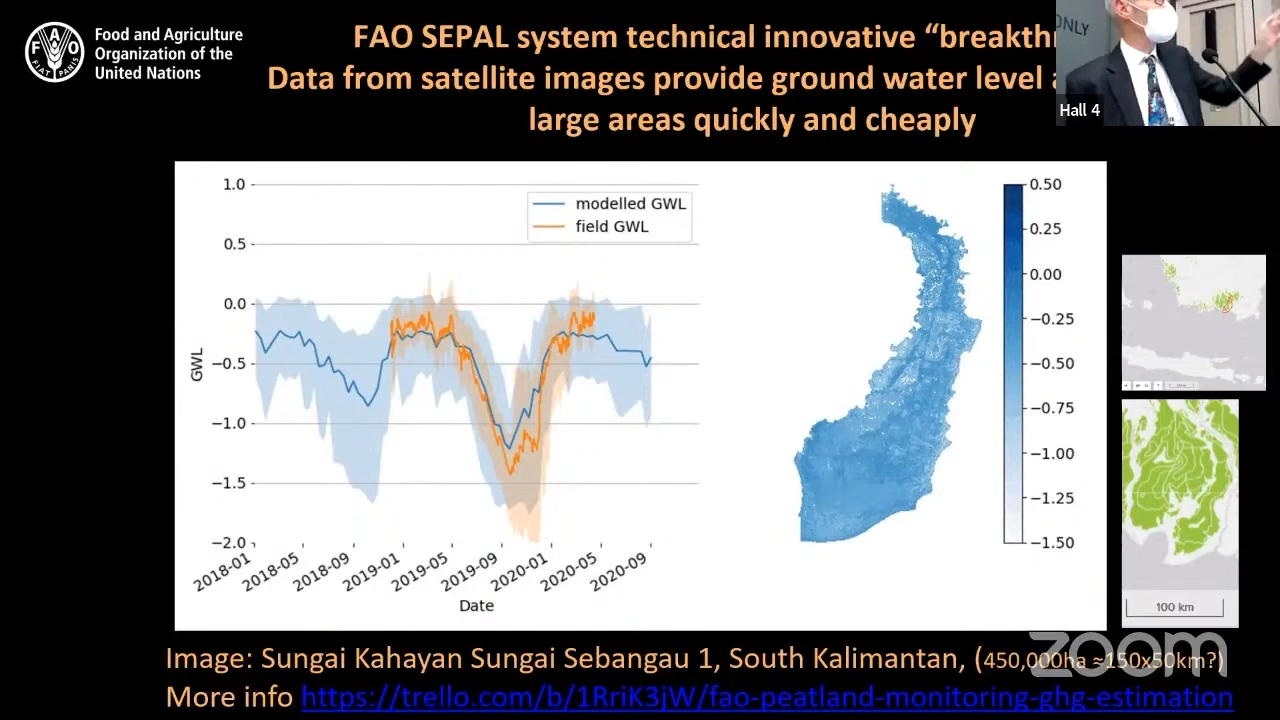 Food and Agriculture
Organization of the
United Nations
FAO
FIAT PANIS
FAO SEPAL system technical innovative “breakth
Data from satellite images provide ground water level
large areas quickly and cheaply
ONLY
Hall 4
modelled GWL
field GWL
1.0
0.5
0.0
−0.5
−1.0
−1.5
−2.0
GWL
2018-01
2018-05
2018-09
2019-01
2019-05
2019-09
2020-01
2020-05
2020-09
Date
0.50
0.25
0.00
−0.25
−0.50
−0.75
−1.00
−1.25
−1.50
100 km
zoom
Image: Sungai Kahayan Sungai Sebangau 1, South Kalimantan, (450,000ha ≈150x50km?)
More info https://trello.com/b/1RriK3jW/fao-peatland-monitoring-ghg-estimation